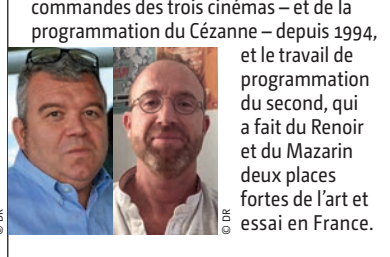 commandes des trois cinémas – et de la
programmation du Cézanne – depuis 1994,
et le travail de
programmation
du second, qui
a fait du Renoir
et du Mazarin
deux places
fortes de l’art et
essai en France.
© DR
© DR